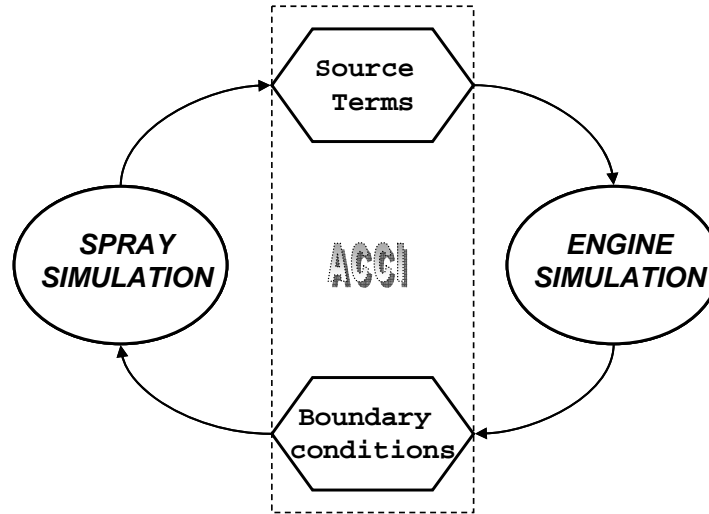 Source
Terms
SPRAY
SIMULATION
ACCI
ENGINE
SIMULATION
Boundary
conditions